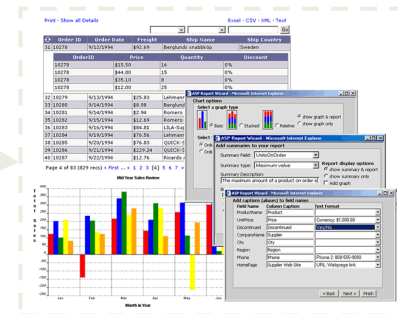 Print - Show all Details
Excel - CSV - XML - Text
Go
Order ID Order Date Freight Ship Name Ship Country
31 10278 9/12/1994 $92.69 Berglunds snabbköp Sweden
OrderID Price Quantity Discount
10278 $15.50 16 0%
10278 $44.00 15 0%
10278 $35.10 8 0%
10278 $12.00 25 0%
32 10279 9/13/1994 $25.83 Lehmanns
33 10280 9/14/1994 $8.98 Berglund
34 10281 9/14/1994 $2.94 Romero
35 10282 9/15/1994 $12.69 Romero
36 10283 9/16/1994 $84.81 LILA-Sup
37 10284 9/19/1994 $76.56 Lehmann
38 10285 9/20/1994 $76.83 QUICK-S
39 10286 9/21/1994 $229.24 QUICK-S
40 10287 9/22/1994 $12.76 Ricardo
Page 4 of 83 (829 recs) < First ... < 1 2 3 [4] 5 6 7
Mid Year Sales Review
Jan Feb Mar Apr May Jun
Month in Year
ASP Report Wizard - Microsoft Internet Explorer
Chart options
Select a graph type
Basic Stacked Relative
show graph & report
show graph only
Select
ASP Report Wizard - Microsoft Internet Explorer
Add summaries to your report
Summary Field: UnitsOnOrder
Summary type: Maximum value
Summary Description:
The maximum amount of a product on order is
Report display options
show summary & report
show summary only
Add graph
ASP Report Wizard - Microsoft Internet Explorer
Add captions (aliases) to field names
Field Name Column Caption Text Format
ProductName Product
UnitPrice Price Currency: $1,000.00
Discontinued Discontinued Yes/No
CompanyName Supplier
City City
Region Region
Phone Phone Phone 2: 800-555-0000
HomePage Supplier Web Site URL: Webpage link
< Back Next > Finish